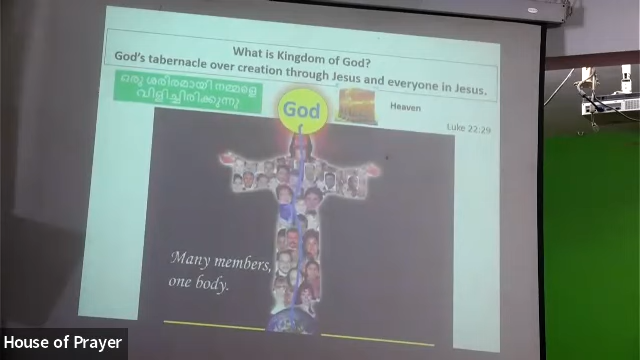 What is Kingdom of God?
God's tabernacle over creation through Jesus and everyone in Jesus.
ഒരു ശരീരമായി നമ്മളെ
വിളിച്ചിരിക്കുന്നു
God
Heaven
Luke 22:29
Many members,
one body.
House of Prayer